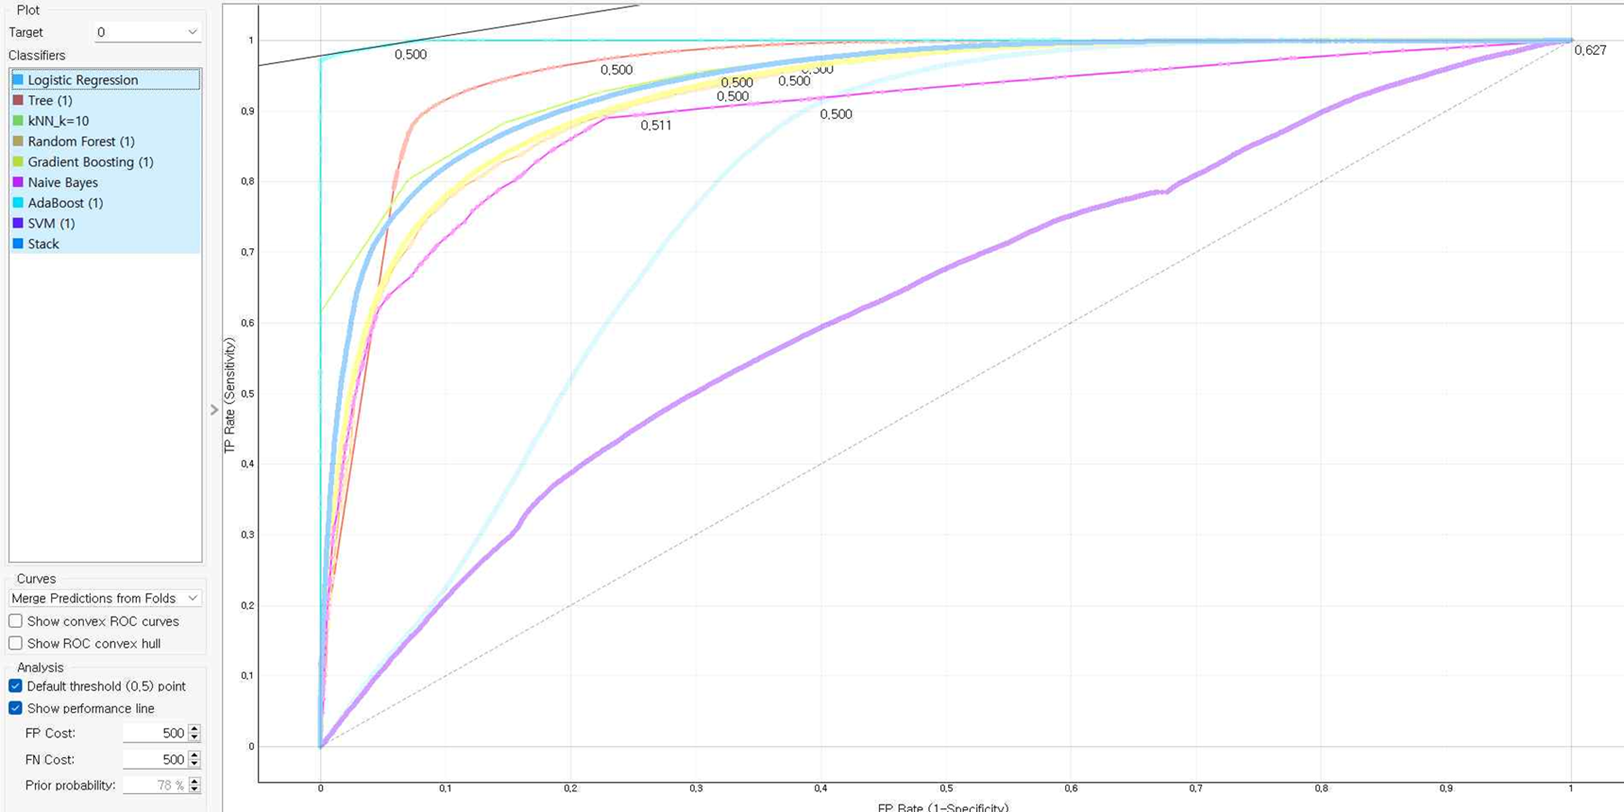 Plot
Target 0
Classifiers
Logistic Regression
Tree (1)
kNN_k=10
Random Forest (1)
Gradient Boosting (1)
Naive Bayes
AdaBoost (1)
SVM (1)
Stack
Curves
Merge Predictions from Folds
Show convex ROC curves
Show ROC convex hull
Analysis
Default threshold (0,5) point
Show performance line
FP Cost: 500
FN Cost: 500
Prior probability: 78 %
>
TP Rate (Sensitivity)
1
0,9
0,8
0,7
0,6
0,5
0,4
0,3
0,2
0,1
0
0,500
0,500
0,500
0,500
0,500
0,500
0,500
0,511
0,627
0
0,1
0,2
0,3
0,4
0,5
0,6
0,7
0,8
0,9
1
FP Rate (1-Specificity)